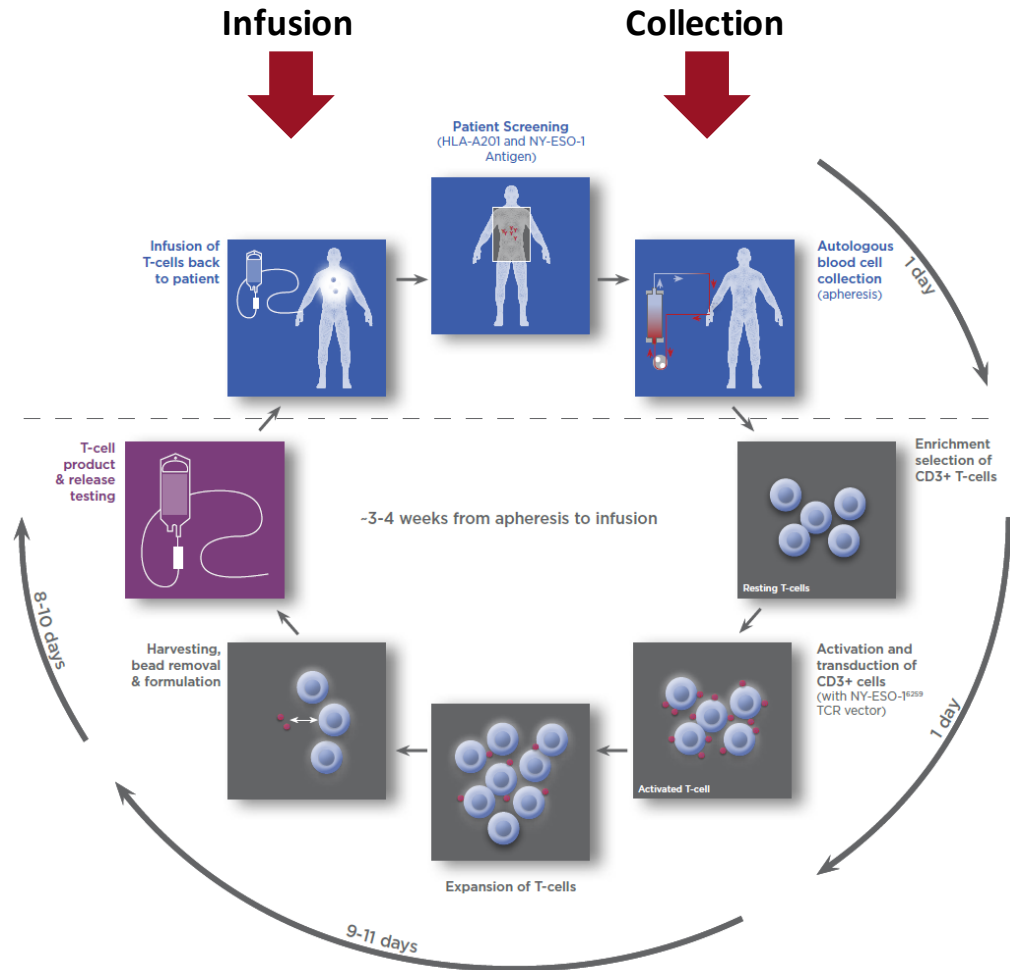 Infusion
Collection
Patient Screening
(HLA-A201 and NY-ESO-1
Antigen)
Infusion of
T-cells back
to patient
Autologous
blood cell
collection
(apheresis)
1 day
T-cell
product
& release
testing
~3-4 weeks from apheresis to infusion
Enrichment
selection of
CD3+ T-cells
Resting T-cells
8-10 days
Harvesting,
bead removal
& formulation
Activation and
transduction of
CD3+ cells
(with NY-ESO-1⁶²⁵⁹
TCR vector)
1 day
Activated T-cell
Expansion of T-cells
9-11 days